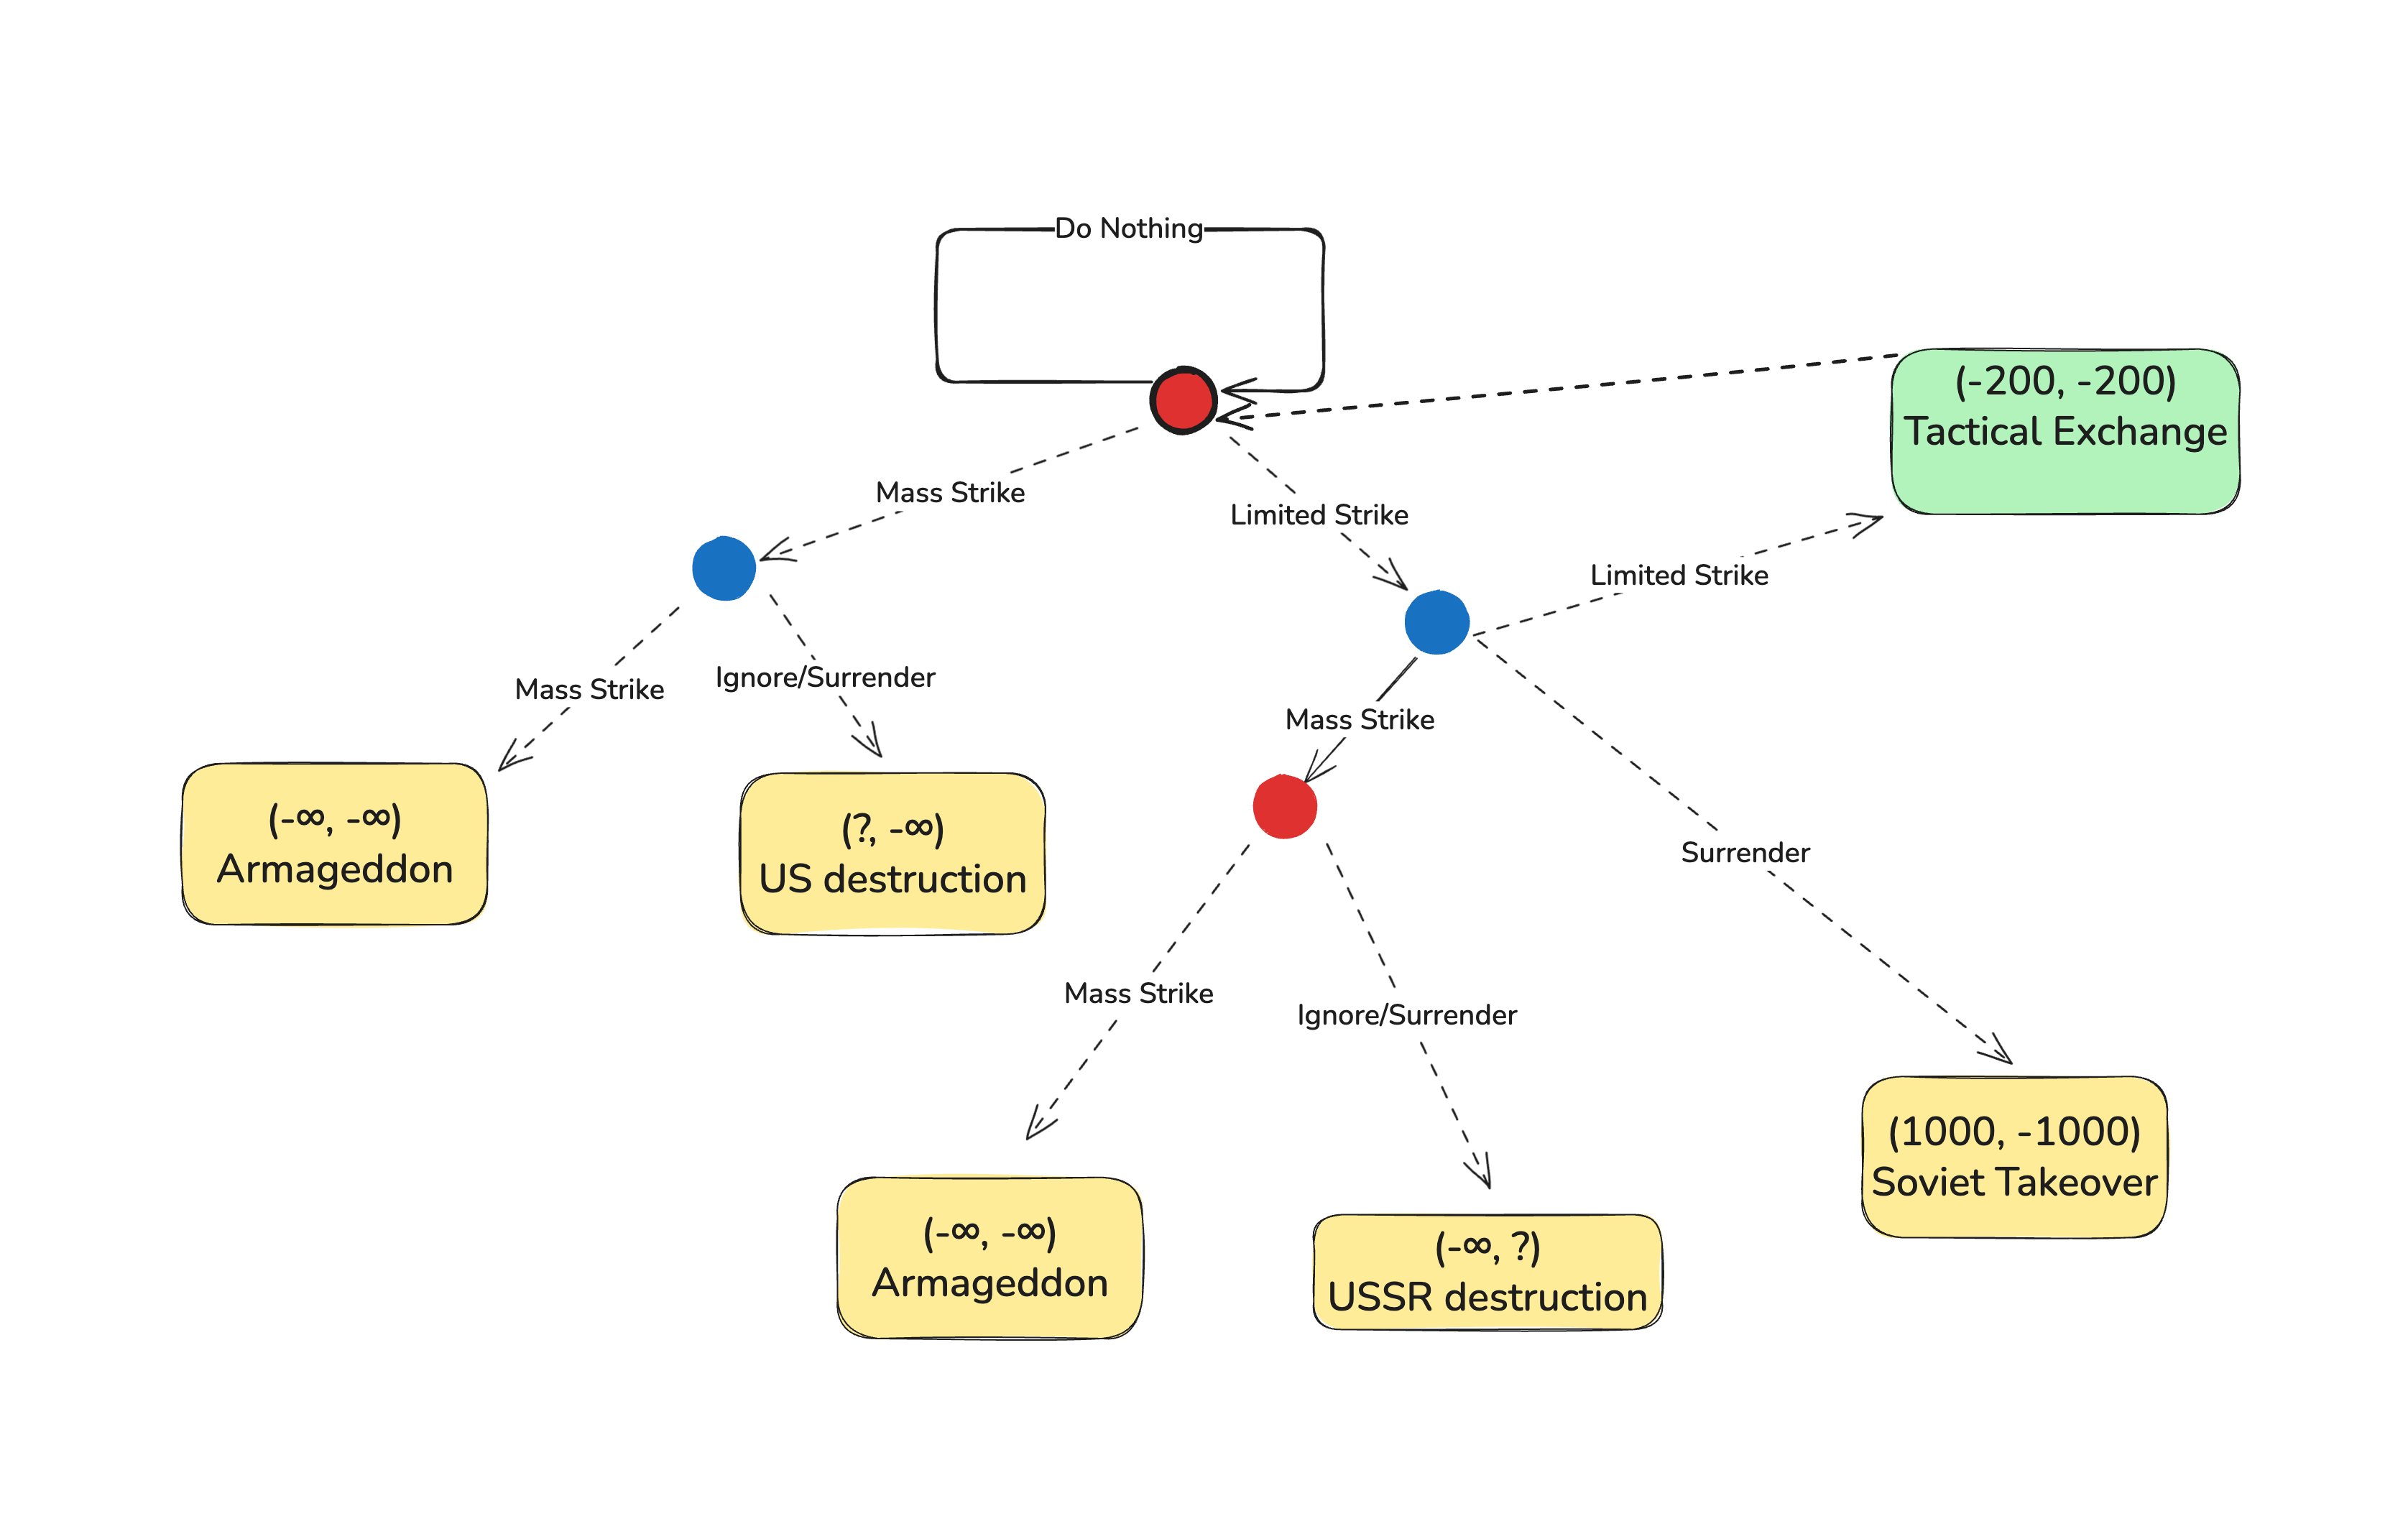 Do Nothing
(-200, -200)
Tactical Exchange
Mass Strike
Limited Strike
Limited Strike
Mass Strike
Ignore/Surrender
Mass Strike
(-∞, -∞)
Armageddon
(?, -∞)
US destruction
Surrender
Mass Strike
Ignore/Surrender
(1000, -1000)
Soviet Takeover
(-∞, -∞)
Armageddon
(-∞, ?)
USSR destruction